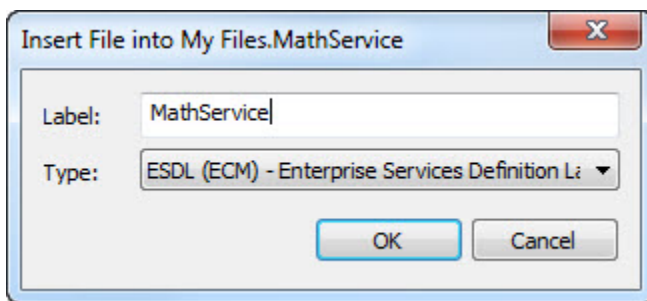 Insert File into My Files.MathService
Label: MathService
Type: ESDL (ECM) - Enterprise Services Definition La
OK Cancel